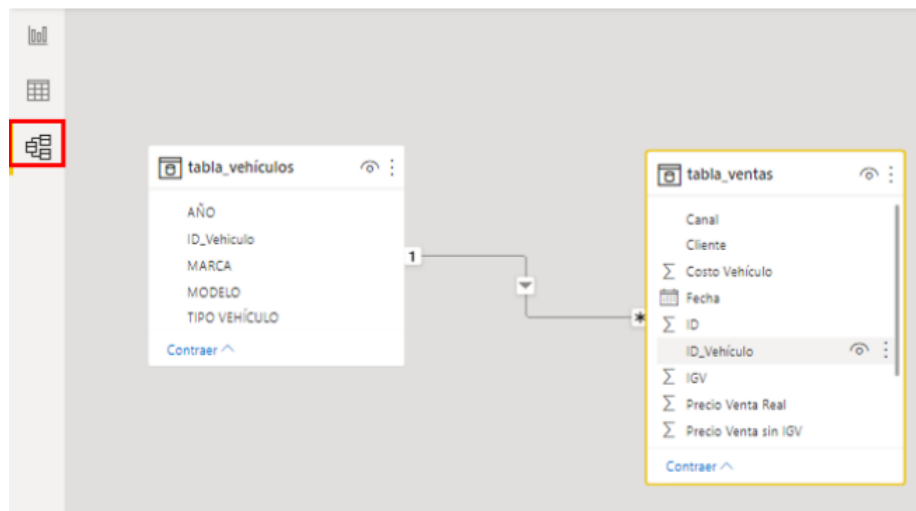 tabla_vehículos
AÑO
ID_Vehiculo
MARCA
MODELO
TIPO VEHÍCULO
Contraer
1
*
tabla_ventas
Canal
Cliente
Σ Costo Vehículo
Fecha
Σ ID
ID_Vehículo
Σ IGV
Σ Precio Venta Real
Σ Precio Venta sin IGV
Contraer